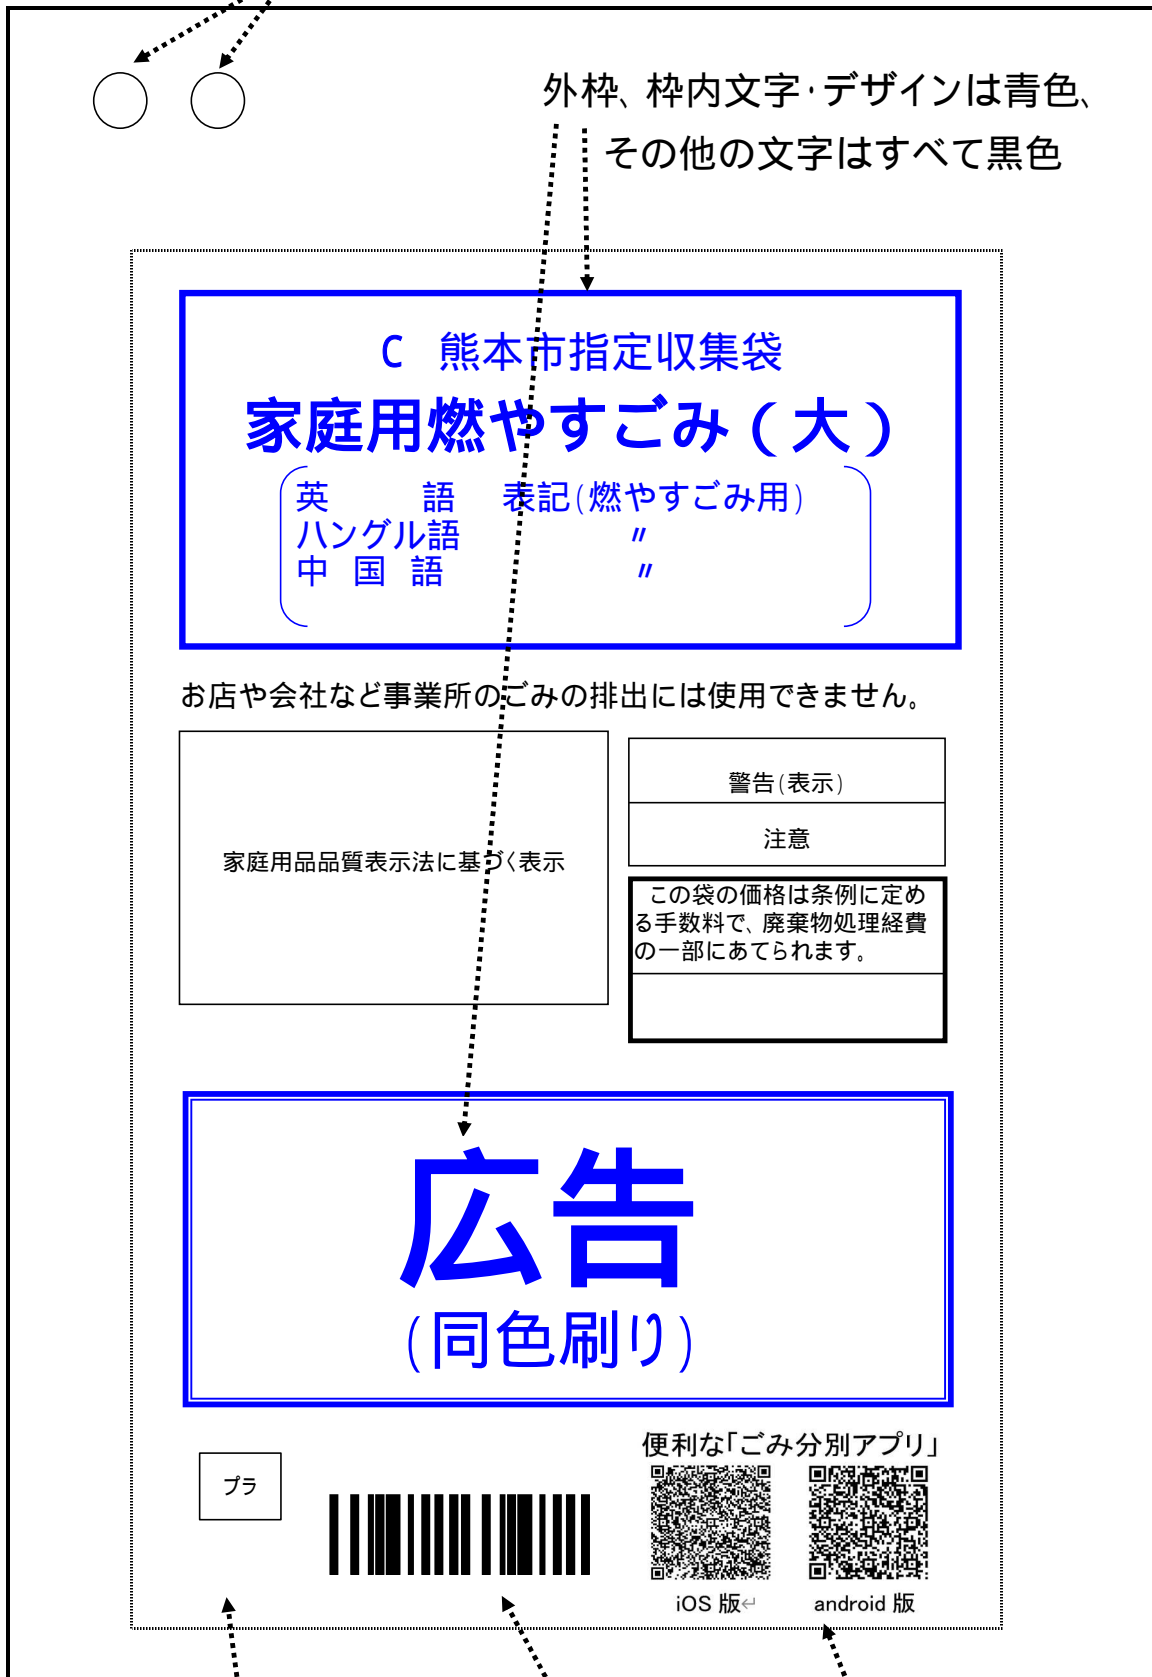 外枠、枠内文字・デザインは青色、
その他の文字はすべて黒色
C 熊本市指定収集袋
家庭用燃やすごみ(大)
英 語 表記(燃やすごみ用)
ハングル語 〃
中 国 語 〃
お店や会社など事業所のごみの排出には使用できません。
家庭用品品質表示法に基づく表示
警告(表示)
注意
この袋の価格は条例に定め
る手数料で、廃棄物処理経費
の一部にあてられます。
広告
(同色刷り)
便利な「ごみ分別アプリ」
プラ
iOS 版↵
android 版